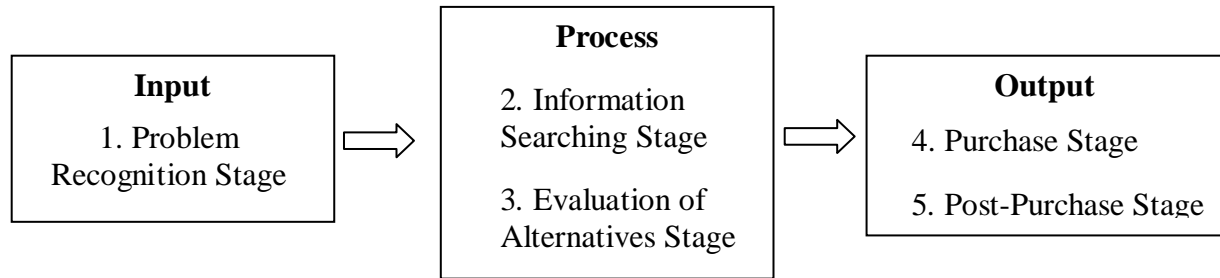 Input
1. Problem
Recognition Stage
Process
2. Information
Searching Stage
3. Evaluation of
Alternatives Stage
Output
4. Purchase Stage
5. Post-Purchase Stage